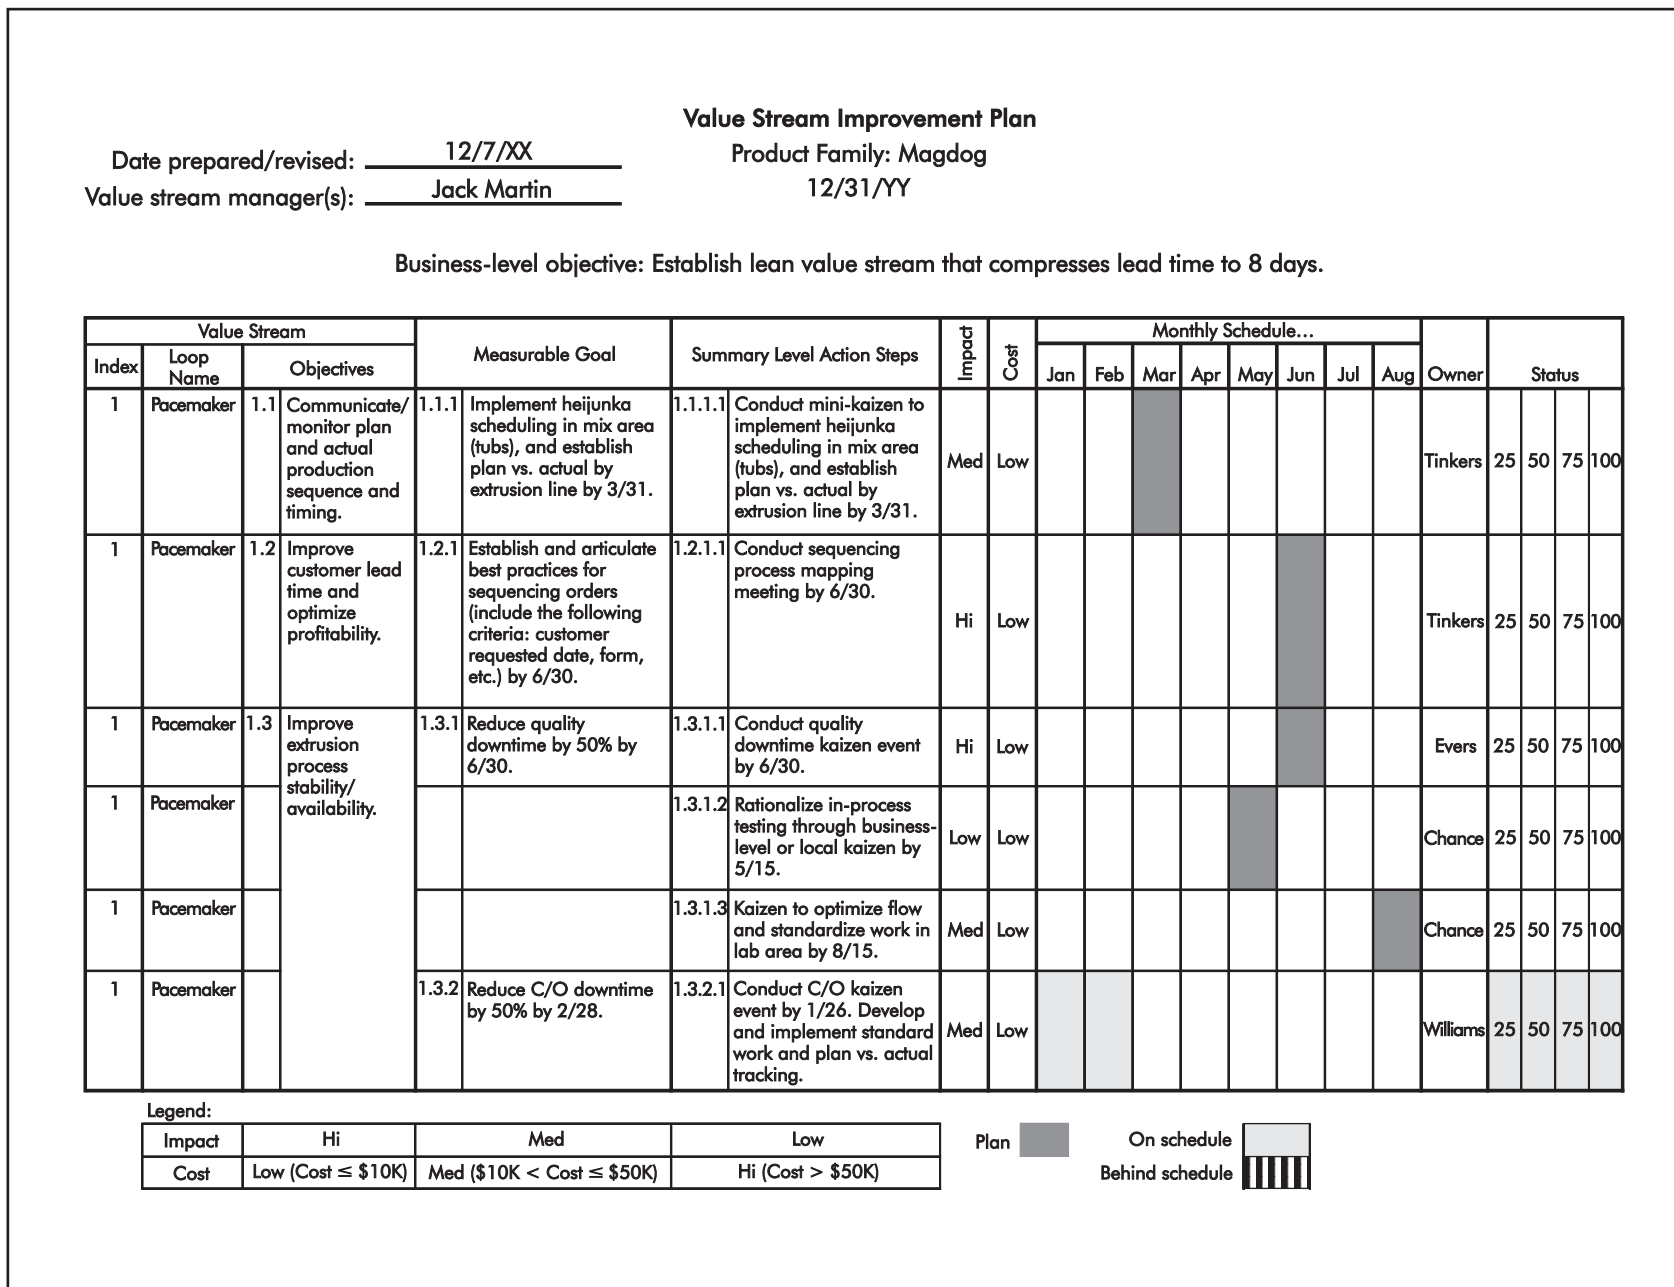 Value Stream Improvement Plan
Date prepared/revised: 12/7/XX
Product Family: Magdog
Value stream manager(s): Jack Martin
12/31/YY
Business-level objective: Establish lean value stream that compresses lead time to 8 days.
Value Stream
Index
Loop
Name
Objectives
Measurable Goal
Summary Level Action Steps
Impact
Cost
Monthly Schedule...
Jan Feb Mar Apr May Jun Jul Aug
Owner
Status
1
Pacemaker
1.1
Communicate/
monitor plan
and actual
production
sequence and
timing.
1.1.1
Implement heijunka
scheduling in mix area
(tubs), and establish
plan vs. actual by
extrusion line by 3/31.
1.1.1.1
Conduct mini-kaizen to
implement heijunka
scheduling in mix area
(tubs), and establish
plan vs. actual by
extrusion line by 3/31.
Med
Low
Tinkers
25 50 75 100
1
Pacemaker
1.2
Improve
customer lead
time and
optimize
profitability.
1.2.1
Establish and articulate
best practices for
sequencing orders
(include the following
criteria: customer
requested date, form,
etc.) by 6/30.
1.2.1.1
Conduct sequencing
process mapping
meeting by 6/30.
Hi
Low
Tinkers
25 50 75 100
1
Pacemaker
1.3
Improve
extrusion
process
stability/
availability.
1.3.1
Reduce quality
downtime by 50% by
6/30.
1.3.1.1
Conduct quality
downtime kaizen event
by 6/30.
Hi
Low
Evers
25 50 75 100
1
Pacemaker
1.3.1.2
Rationalize in-process
testing through business-
level or local kaizen by
5/15.
Low
Low
Chance
25 50 75 100
1
Pacemaker
1.3.1.3
Kaizen to optimize flow
and standardize work in
lab area by 8/15.
Med
Low
Chance
25 50 75 100
1
Pacemaker
1.3.2
Reduce C/O downtime
by 50% by 2/28.
1.3.2.1
Conduct C/O kaizen
event by 1/26. Develop
and implement standard
work and plan vs. actual
tracking.
Med
Low
Williams
25 50 75 100
Legend:
Impact Hi Med Low
Cost Low (Cost ≤ $10K) Med ($10K < Cost ≤ $50K) Hi (Cost > $50K)
Plan
On schedule
Behind schedule